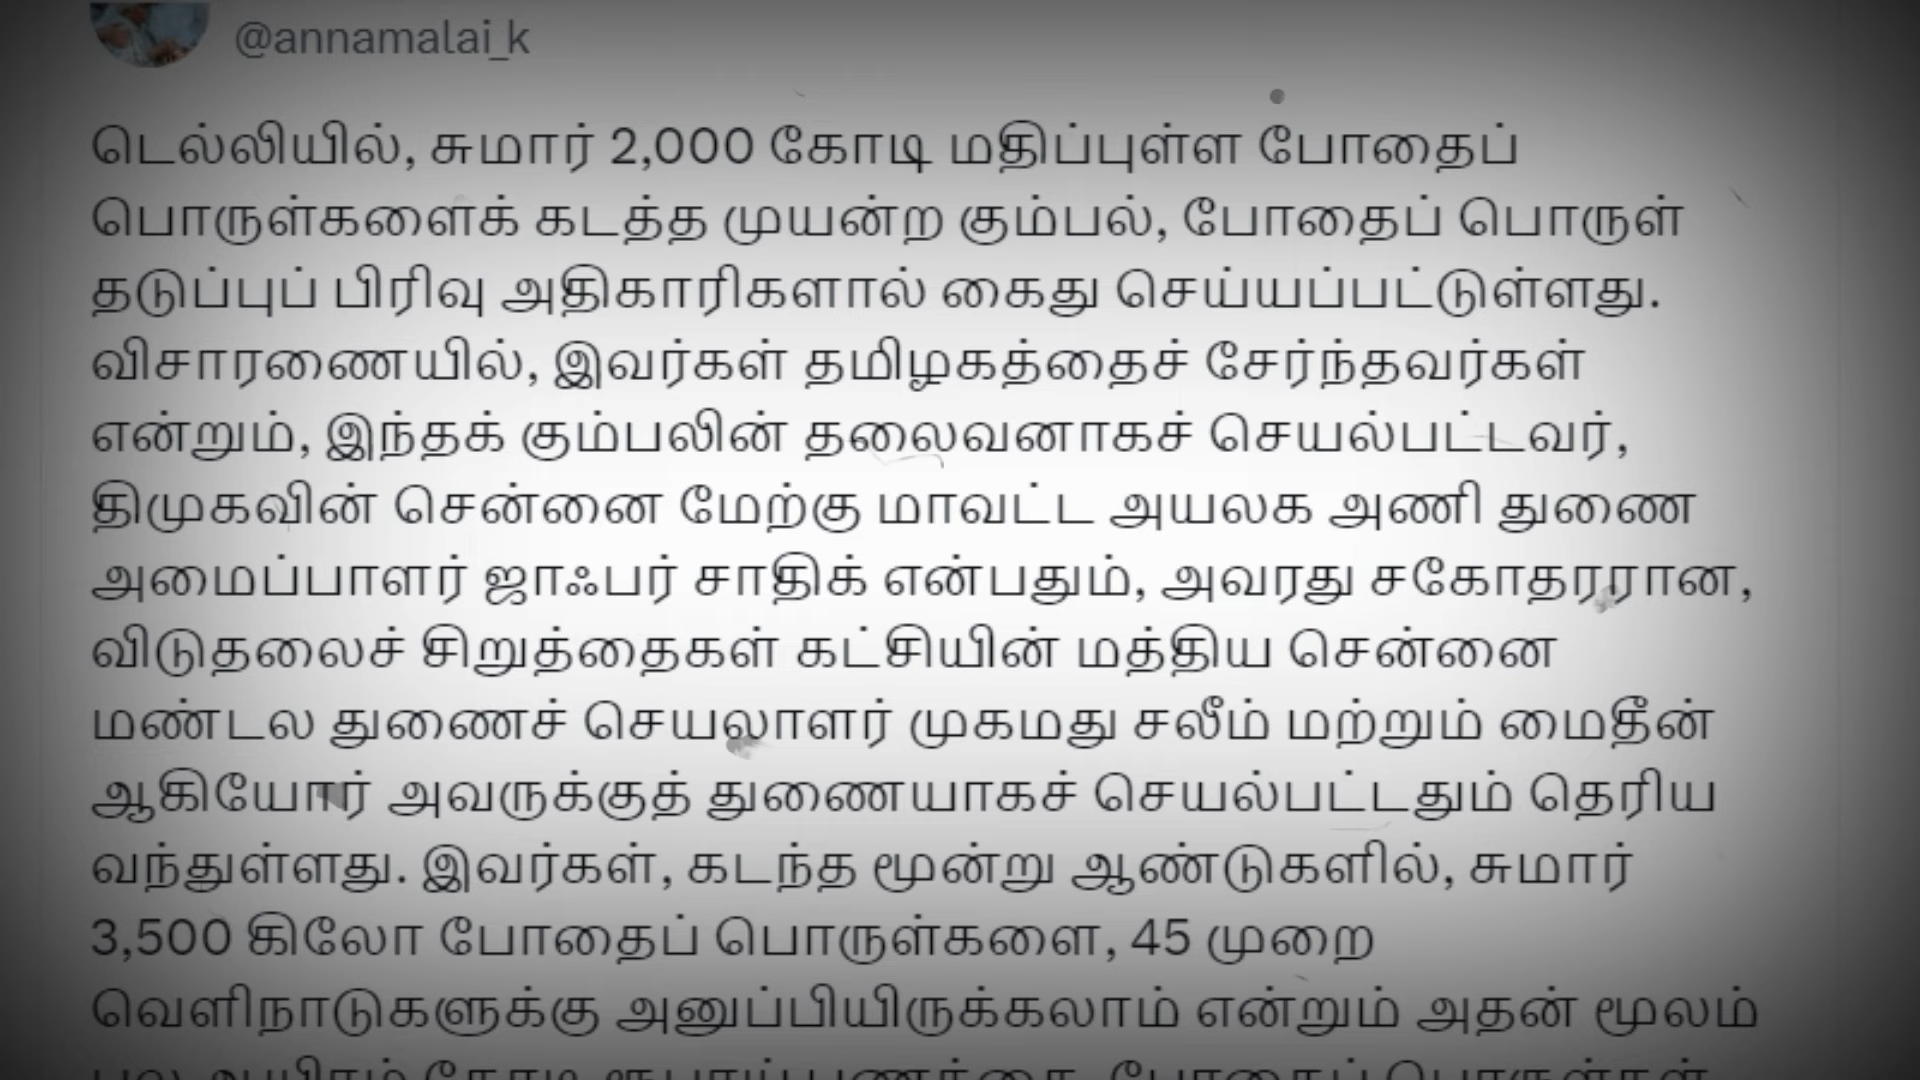 @annamalai_k
டெல்லியில், சுமார் 2,000 கோடி மதிப்புள்ள போதைப்
பொருள்களைக் கடத்த முயன்ற கும்பல், போதைப் பொருள்
தடுப்புப் பிரிவு அதிகாரிகளால் கைது செய்யப்பட்டுள்ளது.
விசாரணையில், இவர்கள் தமிழகத்தைச் சேர்ந்தவர்கள்
என்றும், இந்தக் கும்பலின் தலைவனாகச் செயல்பட்டவர்,
திமுகவின் சென்னை மேற்கு மாவட்ட அயலக அணி துணை
அமைப்பாளர் ஜாஃபர் சாதிக் என்பதும், அவரது சகோதரரான,
விடுதலைச் சிறுத்தைகள் கட்சியின் மத்திய சென்னை
மண்டல துணைச் செயலாளர் முகமது சலீம் மற்றும் மைதீன்
ஆகியோர் அவருக்குத் துணையாகச் செயல்பட்டதும் தெரிய
வந்துள்ளது. இவர்கள், கடந்த மூன்று ஆண்டுகளில், சுமார்
3,500 கிலோ போதைப் பொருள்களை, 45 முறை
வெளிநாடுகளுக்கு அனுப்பியிருக்கலாம் என்றும் அதன் மூலம்